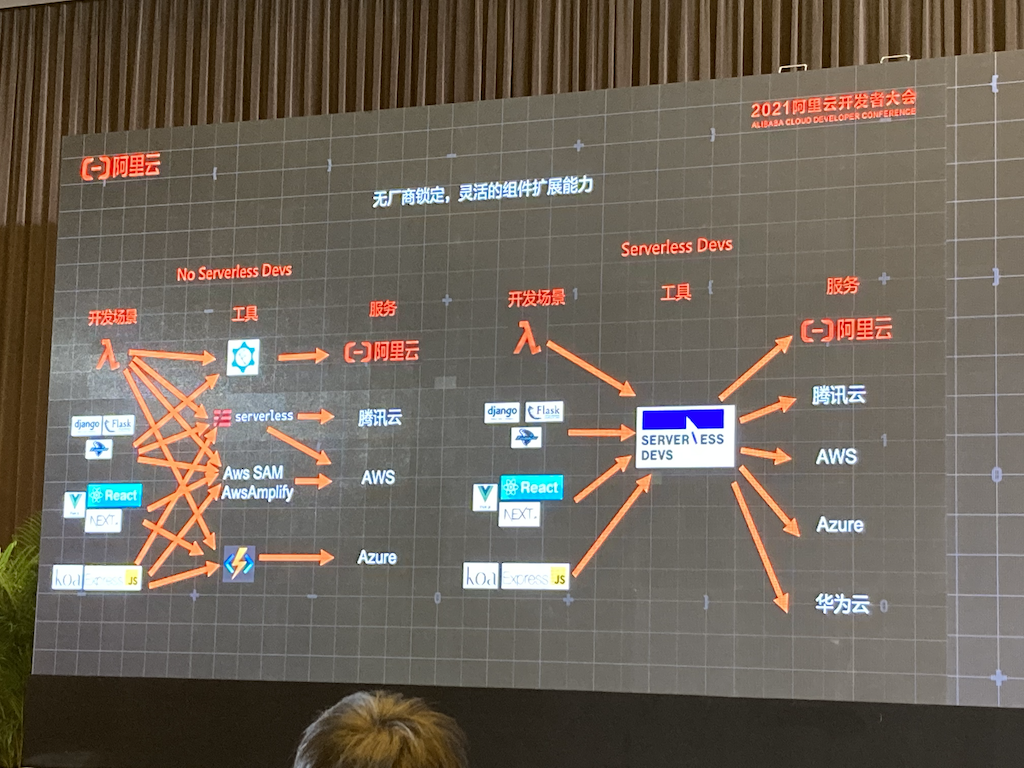 2021阿里云开发者大会
ALIBABA CLOUD DEVELOPER CONFERENCE
阿里云
无厂商锁定，灵活的组件扩展能力
No Serverless Devs
开发场景
工具
服务
λ
阿里云
django
Flask
serverless
腾讯云
React
NEXT
Aws SAM
AwsAmplify
AWS
koa
Express
JS
Azure
Serverless Devs
开发场景
工具
服务
λ
阿里云
django
Flask
SERVERLESS
DEVS
腾讯云
AWS
React
NEXT
Azure
koa
Express
JS
华为云